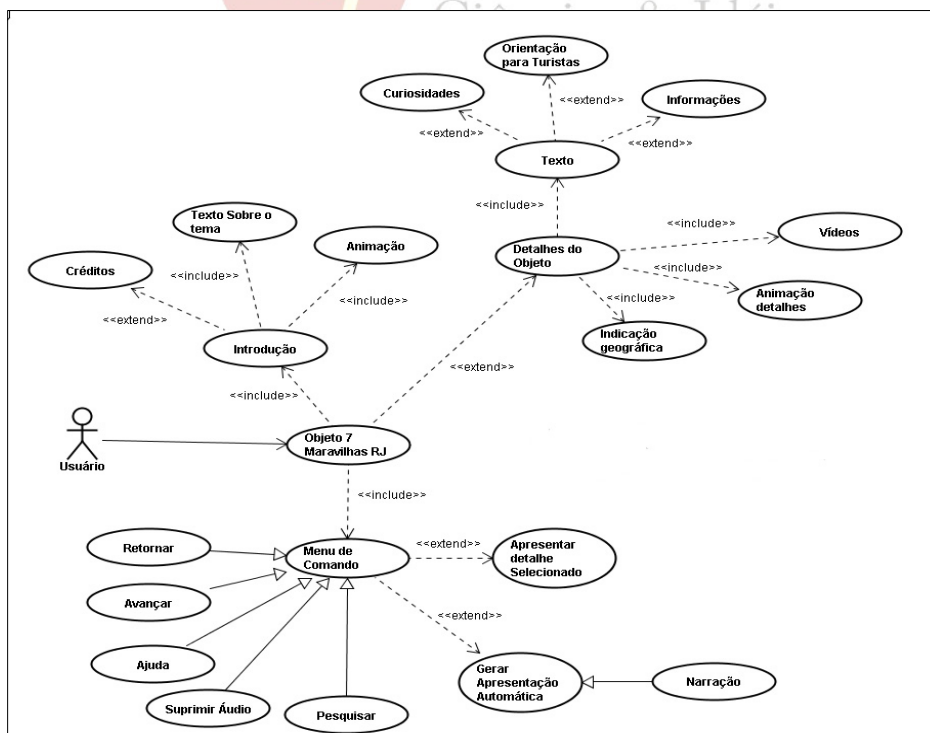 Orientação
para Turistas
Curiosidades
<<extend>>
Informações
<<extend>>
<<extend>>
Texto
<<include>>
Texto Sobre o
tema
Animação
Detalhes do
Objeto
<<include>>
Vídeos
Créditos
<<include>>
<<include>>
<<extend>>
<<include>>
<<include>>
Animação
detalhes
Introdução
Indicação
geográfica
<<extend>>
<<include>>
Usuário
Objeto 7
Maravilhas RJ
<<include>>
Retornar
Menu de
Comando
<<extend>>
Apresentar
detalhe
Selecionado
Avançar
<<extend>>
Ajuda
Gerar
Apresentação
Automática
Narração
Suprimir Áudio
Pesquisar